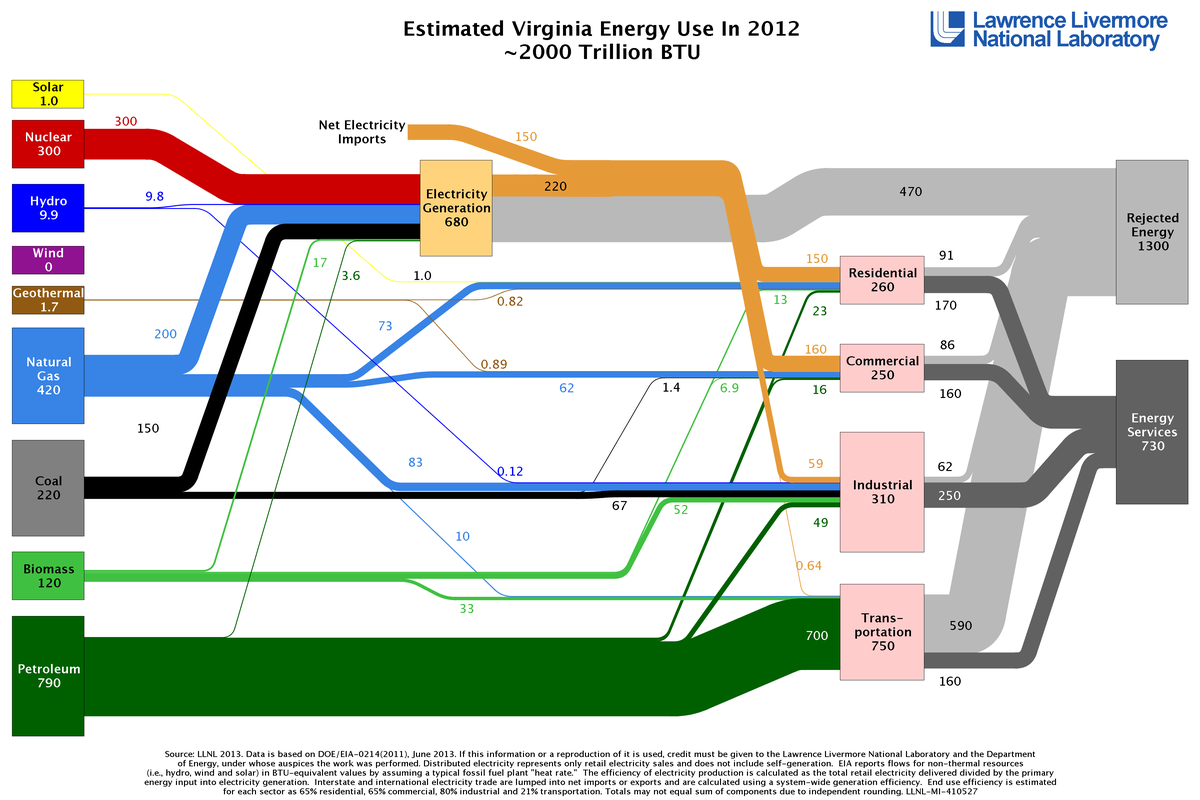 Estimated Virginia Energy Use In 2012
~2000 Trillion BTU
Lawrence Livermore
National Laboratory
Solar
1.0
Nuclear
300
300
Hydro
9.9
9.8
Wind
0
Geothermal
1.7
Natural
Gas
420
200
Coal
220
150
Biomass
120
Petroleum
790
Net Electricity
Imports
150
Electricity
Generation
680
220
470
17
3.6
1.0
0.82
73
0.89
62
1.4
6.9
83
0.12
67
52
10
33
150
13
23
160
16
59
49
0.64
700
Residential
260
91
170
Commercial
250
86
160
Industrial
310
62
250
Trans-
portation
750
590
160
Rejected
Energy
1300
Energy
Services
730
Source: LLNL 2013. Data is based on DOE/EIA-0214(2011), June 2013. If this information or a reproduction of it is used, credit must be given to the Lawrence Livermore National Laboratory and the Department
of Energy, under whose auspices the work was performed. Distributed electricity represents only retail electricity sales and does not include self-generation. EIA reports flows for non-thermal resources
(i.e., hydro, wind and solar) in BTU-equivalent values by assuming a typical fossil fuel plant "heat rate." The efficiency of electricity production is calculated as the total retail electricity delivered divided by the primary
energy input into electricity generation. Interstate and international electricity trade are lumped into net imports or exports and are calculated using a system-wide generation efficiency. End use efficiency is estimated
for each sector as 65% residential, 65% commercial, 80% industrial and 21% transportation. Totals may not equal sum of components due to independent rounding. LLNL-MI-410527